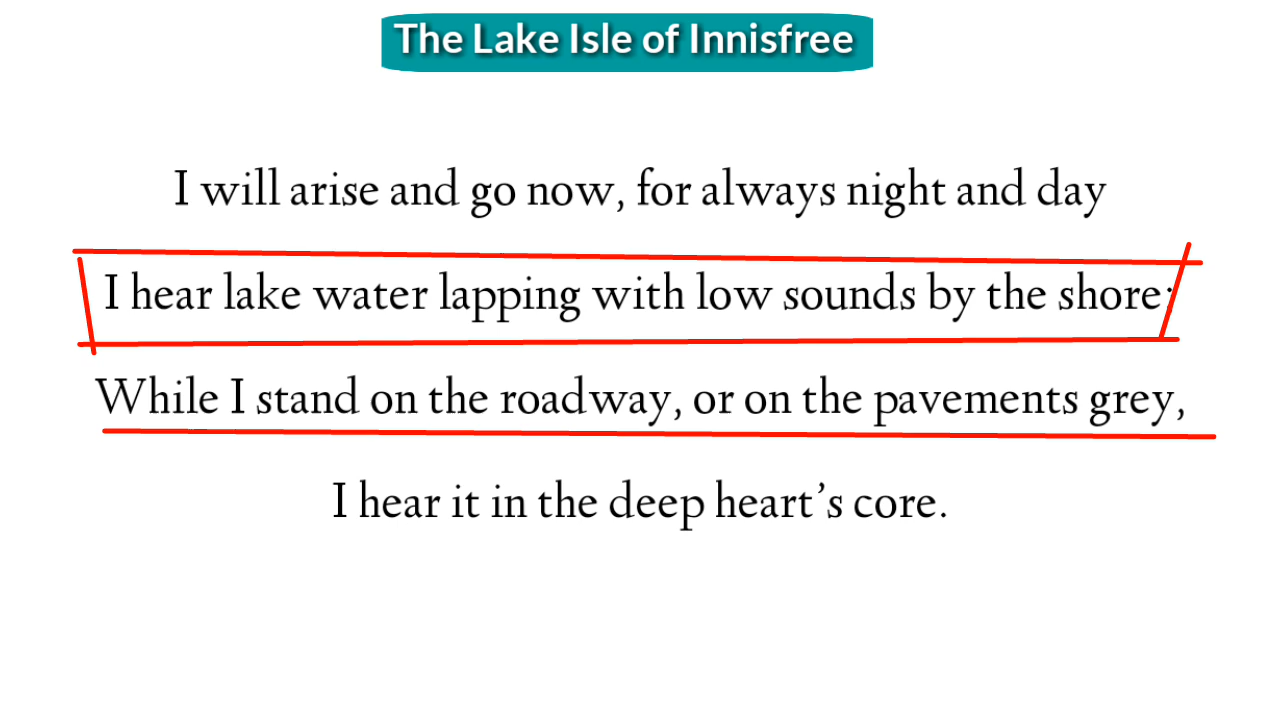 The Lake Isle of Innisfree
I will arise and go now, for always night and day
I hear lake water lapping with low sounds by the shore;
While I stand on the roadway, or on the pavements grey,
I hear it in the deep heart’s core.